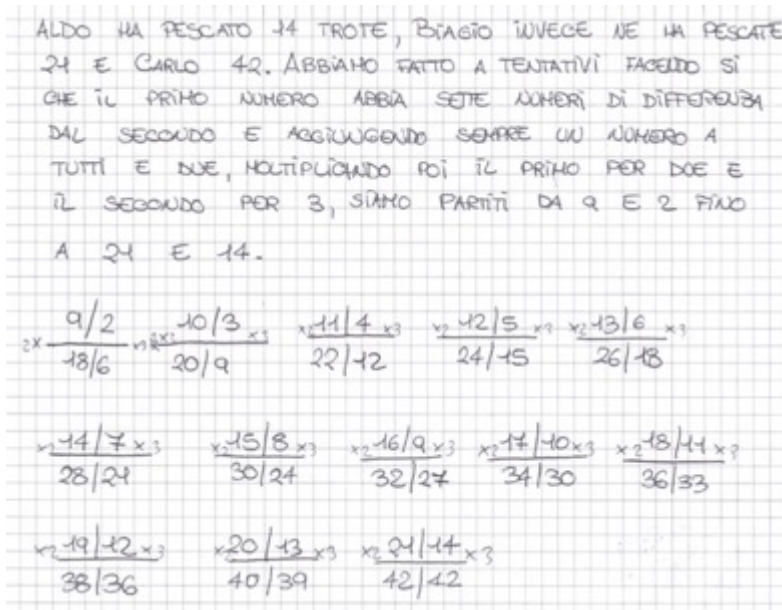 ALDO HA PESCATO 14 TROTE, BIAGIO INVECE NE HA PESCATE
21 E CARLO 42. ABBIAMO FATTO A TENTATIVI FACENDO SI
CHE IL PRIMO NUMERO ABBIA SETTE NUMERI DI DIFFERENZA
DAL SECONDO E AGGIUNGENDO SEMPRE UN NUMERO A
TUTTI E DUE, MOLTIPLICANDO POI IL PRIMO PER DUE E
IL SECONDO PER 3, SIAMO PARTITI DA 9 E 2 FINO
A 21 E 14.
2x 9/2 10/3 x3 x2 11/4 x3 x2 12/5 x3 x2 13/6 x3
18/6 20/9 22/12 24/15 26/18
x2 14/7 x3 x2 15/8 x3 x2 16/9 x3 x2 17/10 x3 x2 18/11 x3
28/21 30/24 32/27 34/30 36/33
x2 19/12 x3 x2 20/13 x3 x2 21/14 x3
38/36 40/39 42/42